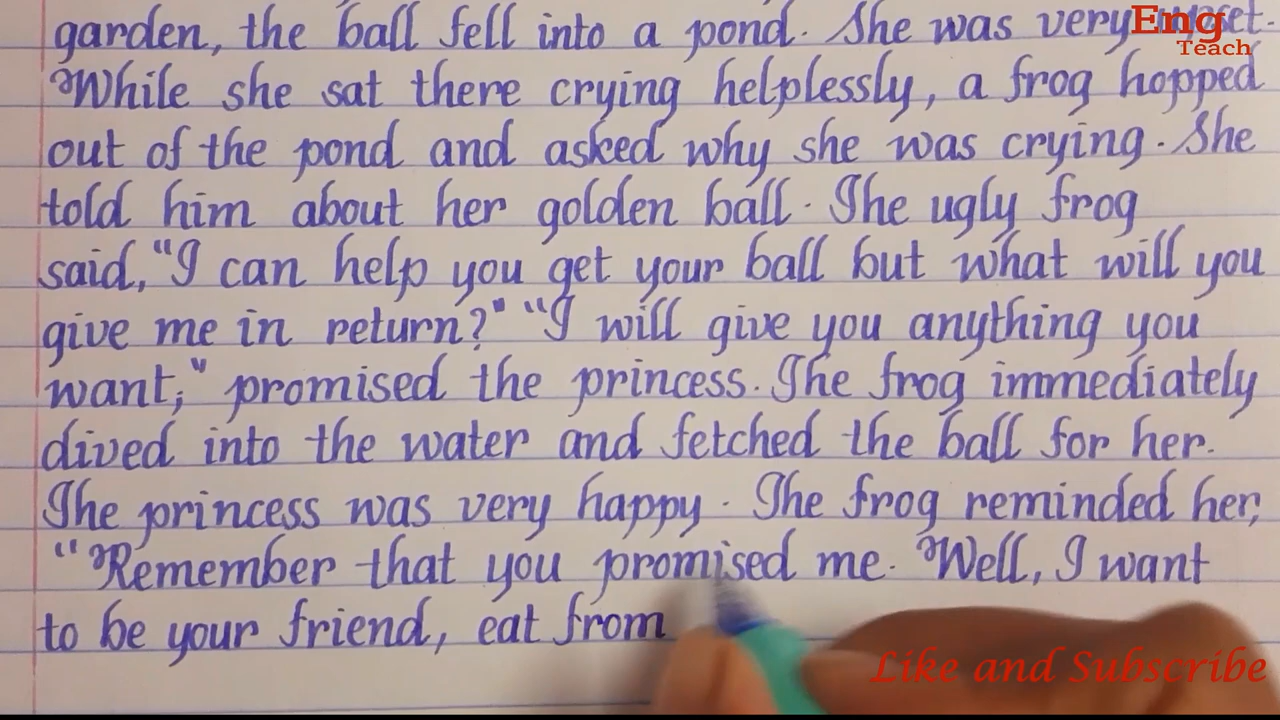 garden, the ball fell into a pond. She was very upset.
Eng
Teach
While she sat there crying helplessly, a frog hopped
out of the pond and asked why she was crying. She
told him about her golden ball. The ugly frog
said, "I can help you get your ball but what will you
give me in return?" "I will give you anything you
want," promised the princess. The frog immediately
dived into the water and fetched the ball for her.
The princess was very happy. The frog reminded her,
"Remember that you promised me. Well, I want
to be your friend, eat from
Like and Subscribe